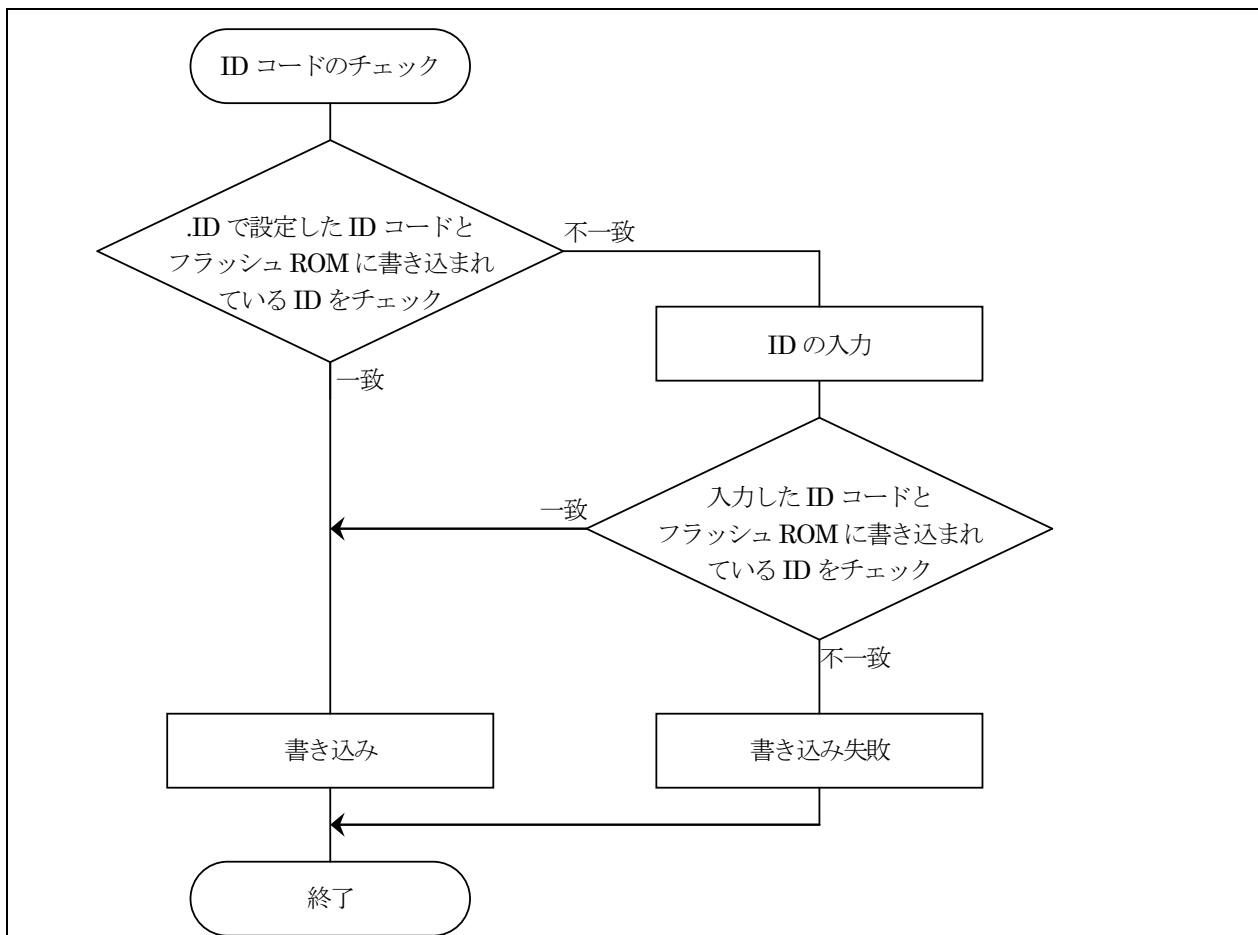 ID コードのチェック
.ID で設定した ID コードと
フラッシュ ROM に書き込まれ
ている ID をチェック
不一致
一致
ID の入力
入力した ID コードと
フラッシュ ROM に書き込まれ
ている ID をチェック
一致
不一致
書き込み
書き込み失敗
終了